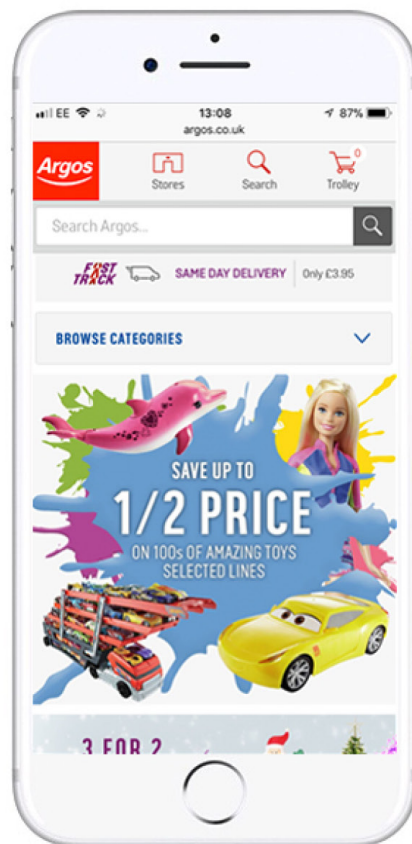 EE 13:08 87%
argos.co.uk
Argos
Stores
Search
Trolley
0
Search Argos...
FAST TRACK
SAME DAY DELIVERY
Only £3.95
BROWSE CATEGORIES
SAVE UP TO
1/2 PRICE
ON 100s OF AMAZING TOYS
SELECTED LINES
3 FOR 2